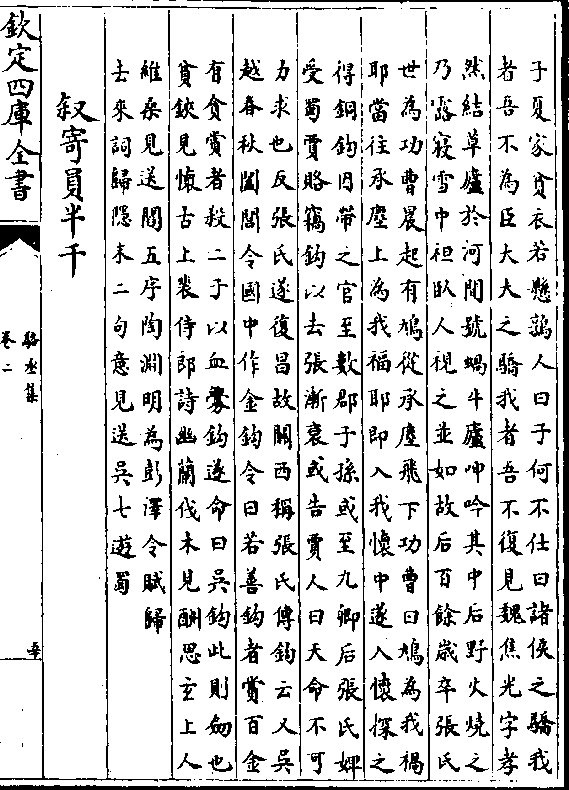 子夏家貧衣若懸鶉人曰子何不仕曰諸侯之驕我
者吾不為臣大夫之驕我者吾不復見魏焦光字孝
然結草廬於河間號蝸牛廬呻吟其中后野火燒之
乃露寢雪中袒臥人視之並如故后百餘歲卒張氏
世為功曹晨起有鳩從承塵飛下功曹曰鳩為我禍
耶當往承塵上為我福耶即入我懷中遂入懷探之
得銅鈎因帶之官至數郡子孫或至九卿后張氏婢
受蜀賈賂竊鈎以去張漸衰或告賈人曰天命不可
力求也反張氏遂復昌故關西稱張氏傳鈎云又吳
越春秋闔閭令國中作金鈎令曰若善鈎者賞百金
有貪賞者殺二子以血釁鈎遂命曰吳鈎此則劒也
貧鋏見懷古上裴侍郎詩幽蘭伐木見酬思玄上人
維桑見送閻五序陶淵明為彭澤令賦歸
去來詞歸隱末二句意見送吳七遊蜀
叙寄員半千
欽定四庫全書
駱丞集
卷二